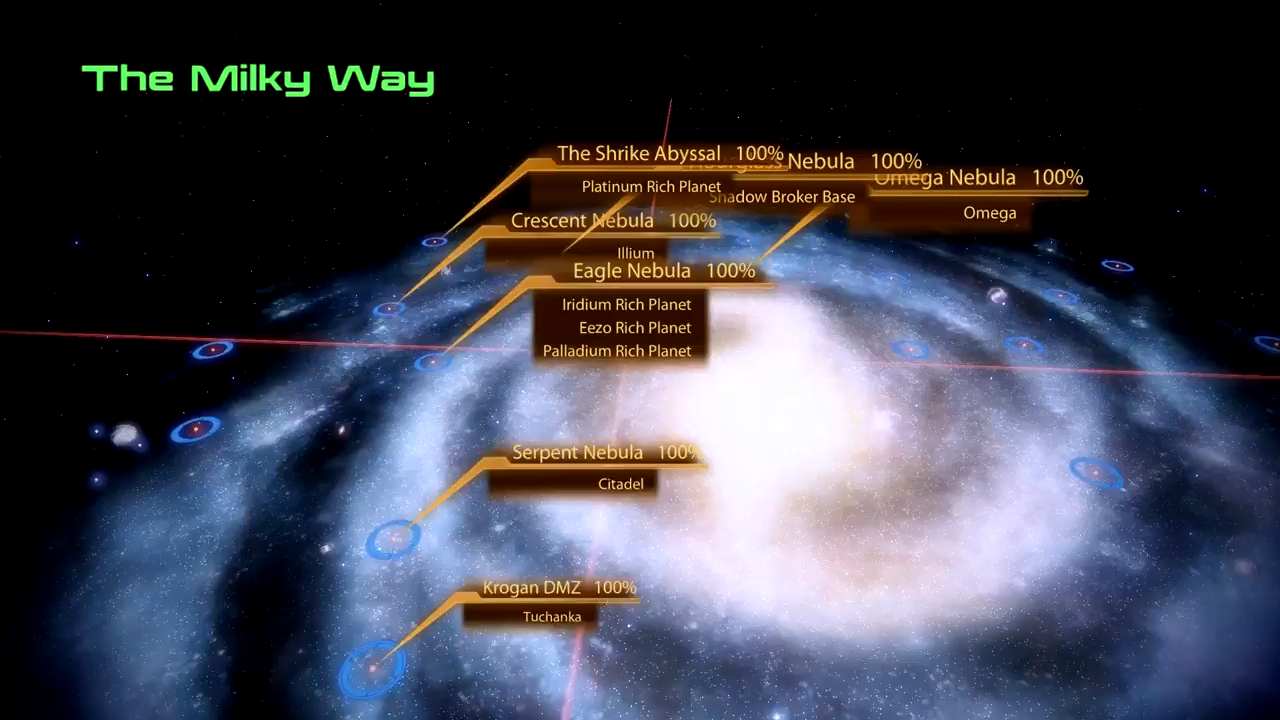 The Milky Way
The Shrike Abyssal 100%
Platinum Rich Planet
Hourglass Nebula 100%
Shadow Broker Base
Omega Nebula 100%
Omega
Crescent Nebula 100%
Illium
Eagle Nebula 100%
Iridium Rich Planet
Eezo Rich Planet
Palladium Rich Planet
Serpent Nebula 100%
Citadel
Krogan DMZ 100%
Tuchanka